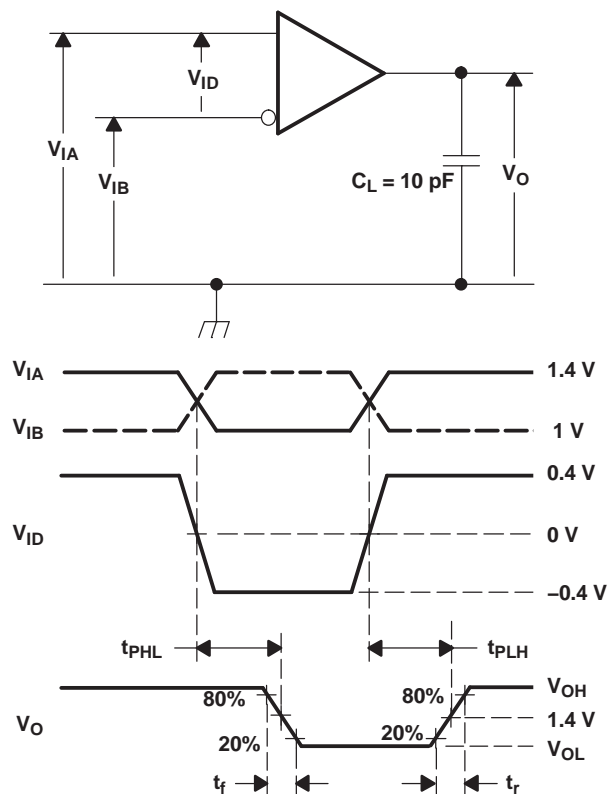 V_ID
V_IA
V_IB
C_L = 10 pF
V_O
V_IA
1.4 V
V_IB
1 V
0.4 V
V_ID
0 V
–0.4 V
t_PHL
t_PLH
80%
80%
V_OH
V_O
1.4 V
20%
20%
V_OL
t_f
t_r